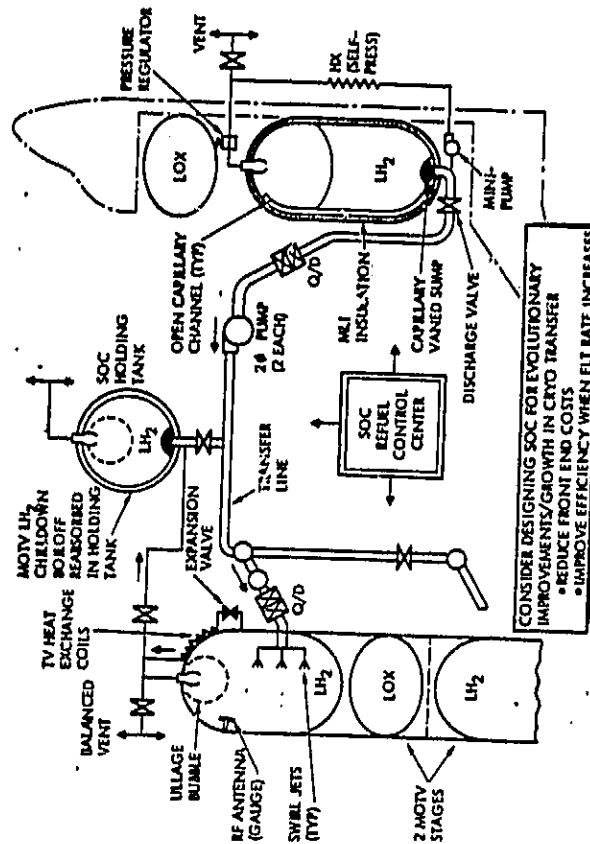 PRESSURE
REGULATOR
VENT
HX
(SELF-
PRESS)
LOX
LH2
MINI-
PUMP
OPEN CAPILLARY
CHANNEL (TYP)
Q/D
MLI
INSULATION
CAPILLARY
VANED SUMP
DISCHARGE VALVE
2Ø PUMP
(2 EACH)
SOC
HOLDING
TANK
LH2
MOTV LH2
CHILLDOWN
BOILOFF
REABSORBED
IN HOLDING
TANK
TRANSFER
LINE
EXPANSION
VALVE
SOC
REFUEL
CONTROL
CENTER
TV HEAT
EXCHANGE
COILS
BALANCED
VENT
ULLAGE
BUBBLE
RF ANTENNA
(GAUGE)
SWIRL JETS
(TYP)
Q/D
LH2
LOX
LH2
2 MOTV
STAGES
CONSIDER DESIGNING SOC FOR EVOLUTIONARY
IMPROVEMENTS/GROWTH IN CRYO TRANSFER
•REDUCE FRONT END COSTS
•IMPROVE EFFICIENCY WHEN FLT RATE INCREASES